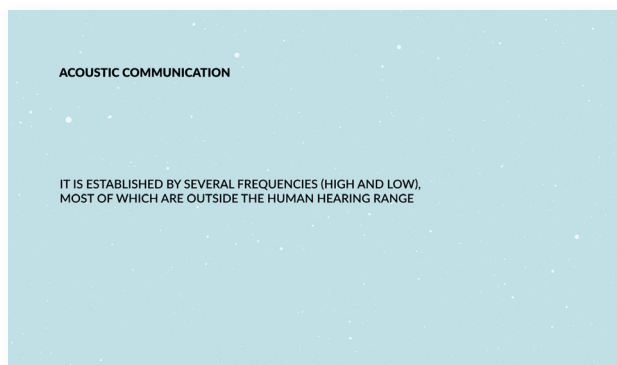 ACOUSTIC COMMUNICATION
IT IS ESTABLISHED BY SEVERAL FREQUENCIES (HIGH AND LOW),
MOST OF WHICH ARE OUTSIDE THE HUMAN HEARING RANGE